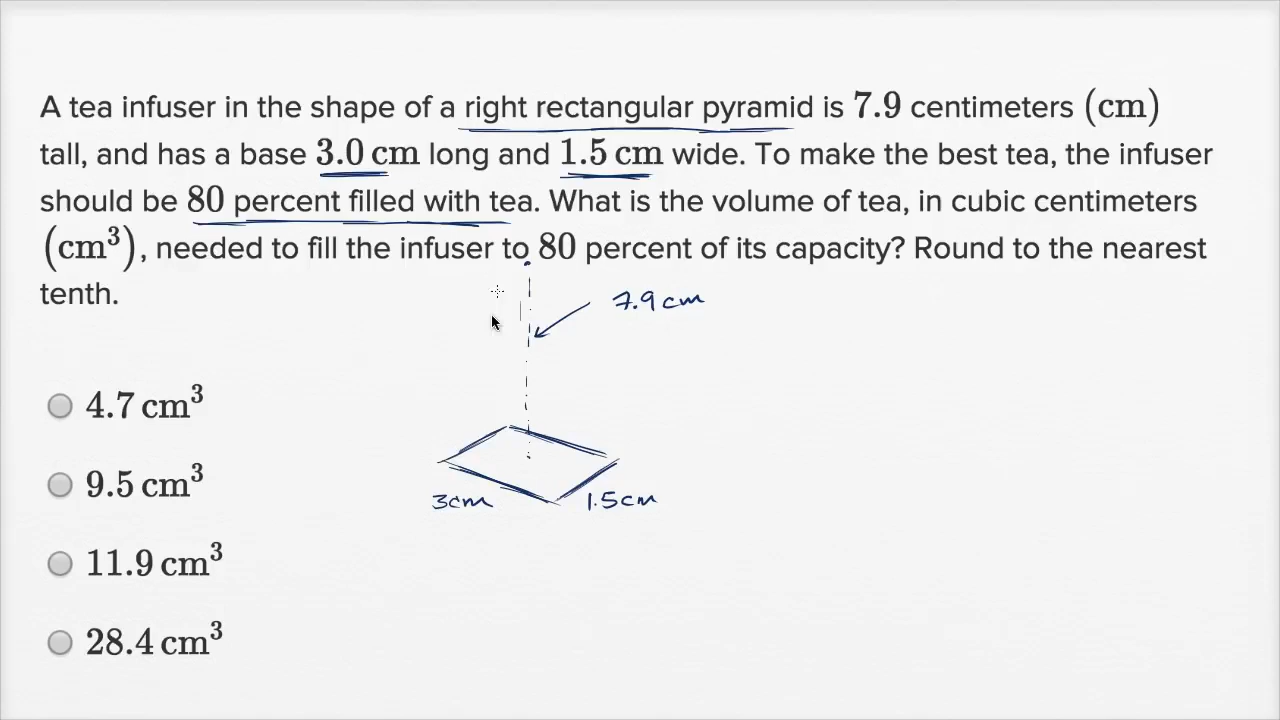 A tea infuser in the shape of a right rectangular pyramid is 7.9 centimeters (cm)
tall, and has a base 3.0 cm long and 1.5 cm wide. To make the best tea, the infuser
should be 80 percent filled with tea. What is the volume of tea, in cubic centimeters
(cm³), needed to fill the infuser to 80 percent of its capacity? Round to the nearest
tenth.
7.9cm
4.7 cm³
9.5 cm³
3cm 1.5cm
11.9 cm³
28.4 cm³